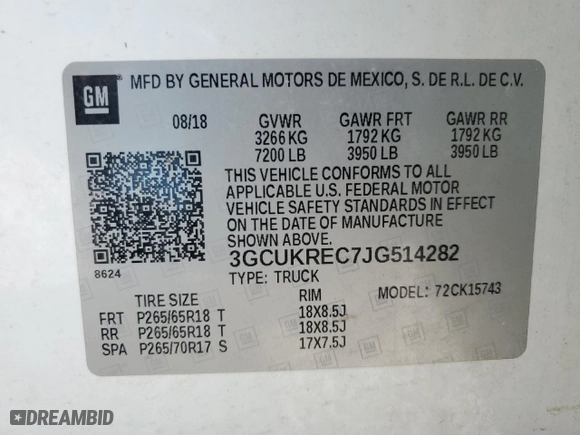 GM MFD BY GENERAL MOTORS DE MEXICO, S. DE R.L. DE C.V.
08/18 GVWR GAWR FRT GAWR RR
3266 KG 1792 KG 1792 KG
7200 LB 3950 LB 3950 LB
THIS VEHICLE CONFORMS TO ALL
APPLICABLE U.S. FEDERAL MOTOR
VEHICLE SAFETY STANDARDS IN EFFECT
ON THE DATE OF MANUFACTURE
SHOWN ABOVE.
8624 3GCUKREC7JG514282
TYPE: TRUCK
TIRE SIZE RIM MODEL: 72CK15743
FRT P265/65R18 T 18X8.5J
RR P265/65R18 T 18X8.5J
SPA P265/70R17 S 17X7.5J
DREAMBID